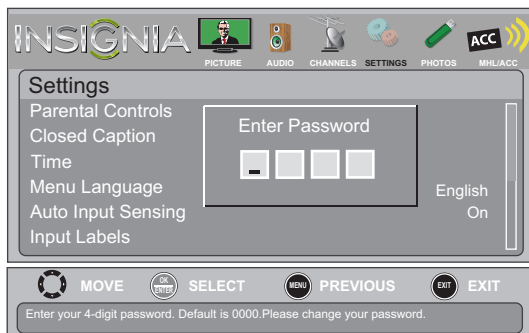 INSIGNIA
PICTURE AUDIO CHANNELS SETTINGS PHOTOS MHL/ACC
ACC
Settings
Parental Controls
Closed Caption
Time
Menu Language English
Auto Input Sensing On
Input Labels
Enter Password
MOVE OK ENTER SELECT MENU PREVIOUS EXIT EXIT
Enter your 4-digit password. Default is 0000.Please change your password.